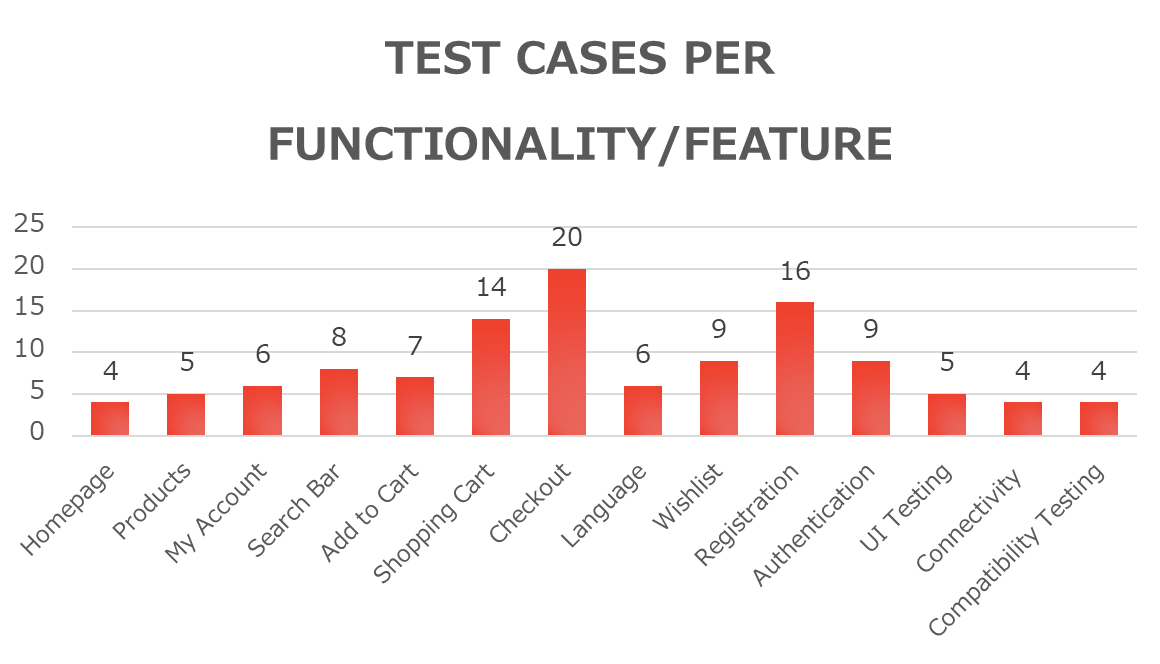 TEST CASES PER
FUNCTIONALITY/FEATURE
25
20
15
10
5
0
4
5
6
8
7
14
20
6
9
16
9
5
4
4
Homepage
Products
My Account
Search Bar
Add to Cart
Shopping Cart
Checkout
Language
Wishlist
Registration
Authentication
UI Testing
Connectivity
Compatibility Testing